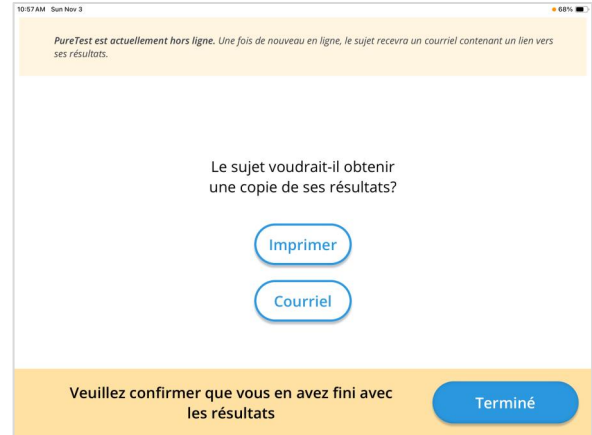 10:57 AM Sun Nov 3
68%
PureTest est actuellement hors ligne. Une fois de nouveau en ligne, le sujet recevra un courriel contenant un lien vers
ses résultats.
Le sujet voudrait-il obtenir
une copie de ses résultats?
Imprimer
Courriel
Veuillez confirmer que vous en avez fini avec
les résultats
Terminé